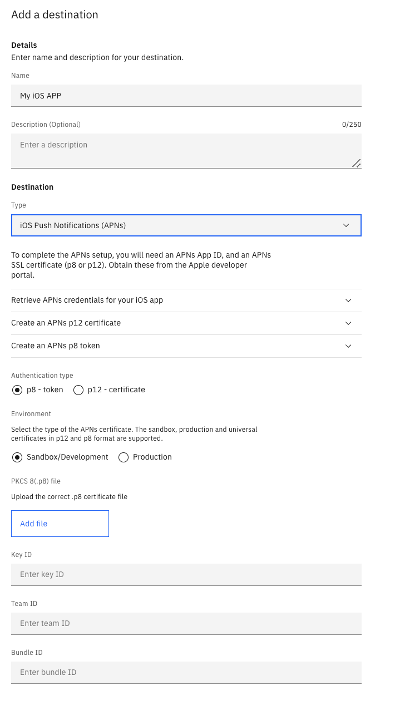 Add a destination
Details
Enter name and description for your destination.
Name
My iOS APP
Description (Optional) 0/250
Enter a description
Destination
Type
iOS Push Notifications (APNs)
To complete the APNs setup, you will need an APNs App ID, and an APNs
SSL certificate (p8 or p12). Obtain these from the Apple developer
portal.
Retrieve APNs credentials for your iOS app
Create an APNs p12 certificate
Create an APNs p8 token
Authentication type
p8 - token p12 - certificate
Environment
Select the type of the APNs certificate. The sandbox, production and universal
certificates in p12 and p8 format are supported.
Sandbox/Development Production
PKCS 8(.p8) file
Upload the correct .p8 certificate file
Add file
Key ID
Enter key ID
Team ID
Enter team ID
Bundle ID
Enter bundle ID